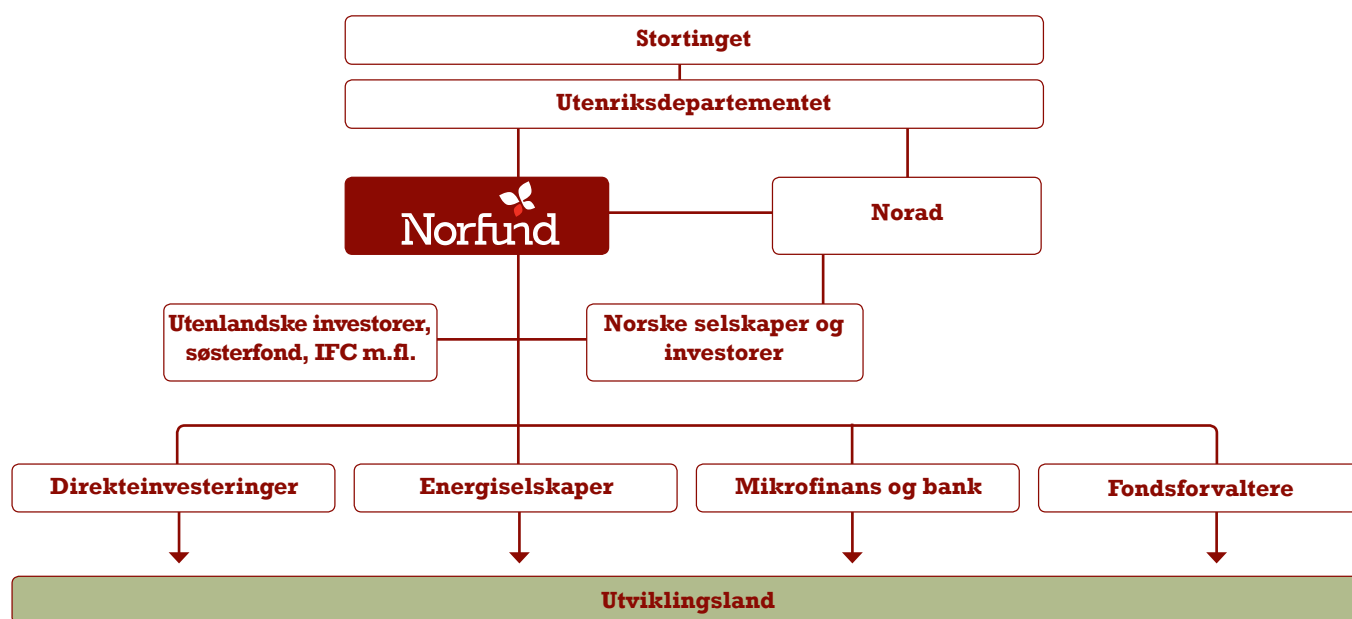 Stortinget
Utenriksdepartementet
Norfund
Norad
Utenlandske investorer,
søsterfond, IFC m.fl.
Norske selskaper og
investorer
Direkteinvesteringer
Energiselskaper
Mikrofinans og bank
Fondsforvaltere
Utviklingsland